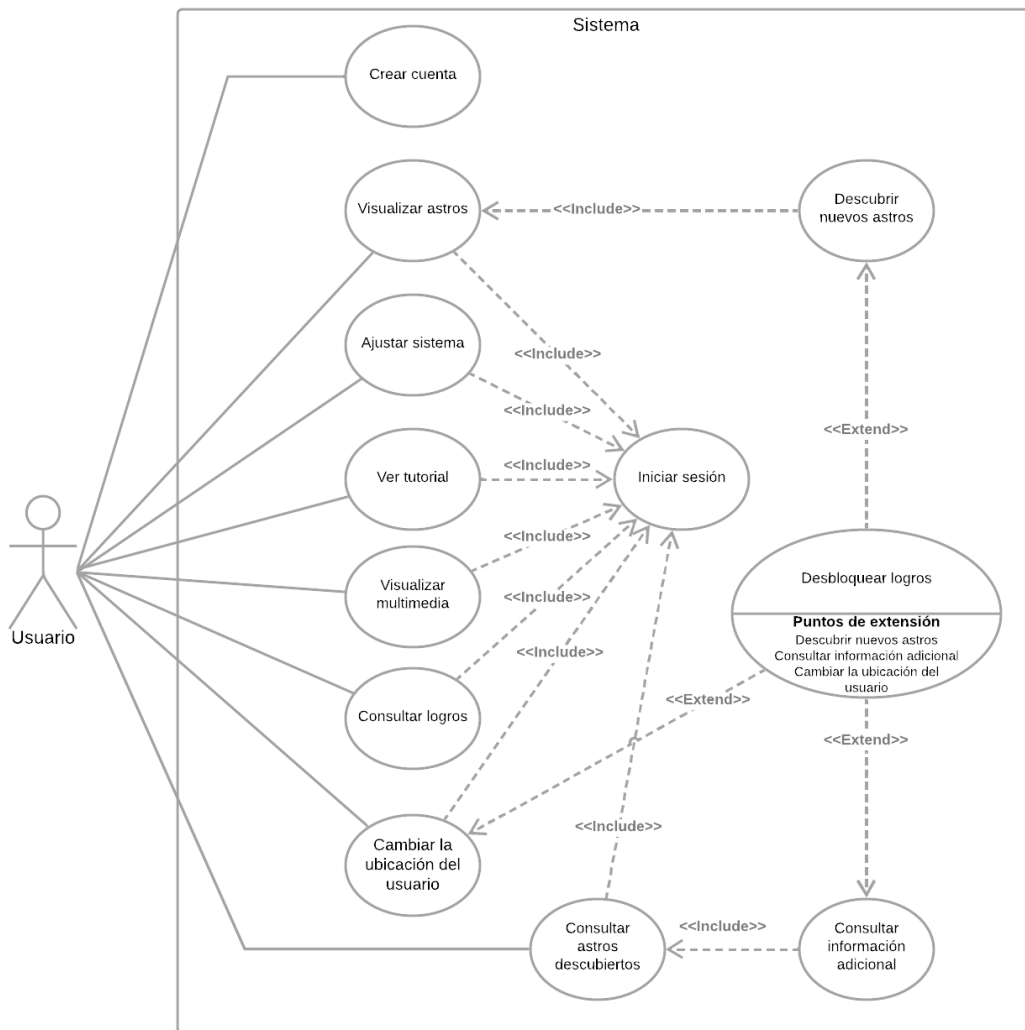 Sistema
Crear cuenta
Visualizar astros
<<Include>>
Descubrir
nuevos astros
Ajustar sistema
<<Include>>
<<Include>>
<<Extend>>
Ver tutorial
<<Include>>
Iniciar sesión
<<Include>>
Visualizar
multimedia
<<Include>>
Desbloquear logros
Puntos de extensión
Descubrir nuevos astros
Consultar información adicional
Cambiar la ubicación del
usuario
Usuario
<<Include>>
Consultar logros
<<Extend>>
<<Extend>>
<<Include>>
Cambiar la
ubicación del
usuario
Consultar
astros
descubiertos
<<Include>>
Consultar
información
adicional